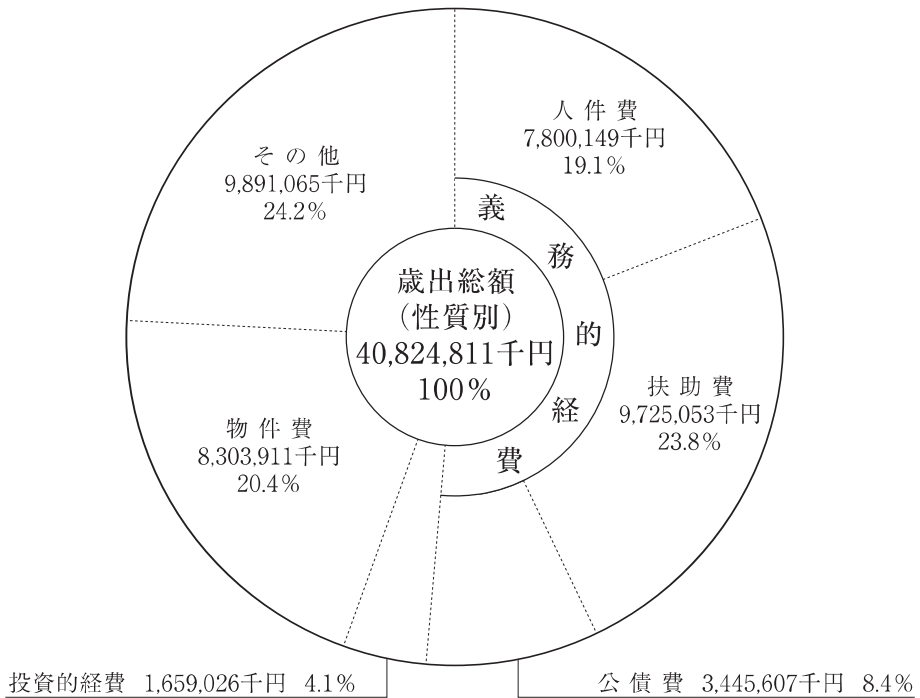 人件費
7,800,149千円
19.1%
その他
9,891,065千円
24.2%
義務的経費
歳出総額
(性質別)
40,824,811千円
100%
扶助費
9,725,053千円
23.8%
物件費
8,303,911千円
20.4%
投資的経費 1,659,026千円 4.1%
公債費 3,445,607千円 8.4%